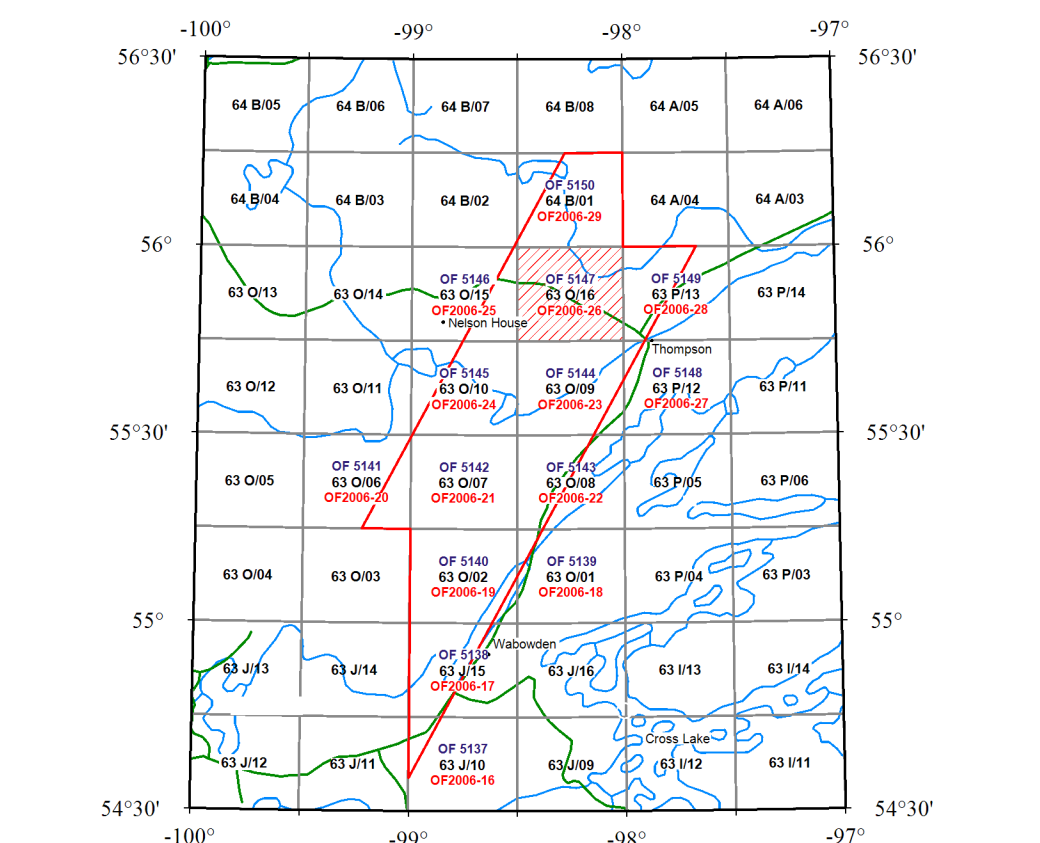 -100°
-99°
-98°
-97°
56°30'
56°30'
64 B/05
64 B/06
64 B/07
64 B/08
64 A/05
64 A/06
OF 5150
64 B/04
64 B/03
64 B/02
64 B/01
64 A/04
64 A/03
OF2006-29
56°
56°
OF 5146
OF 5147
OF 5149
63 O/13
63 O/14
63 O/15
63 O/16
63 P/13
63 P/14
OF2006-25
OF2006-26
OF2006-28
Nelson House
Thompson
OF 5145
OF 5144
OF 5148
63 O/12
63 O/11
63 O/10
63 O/09
63 P/12
63 P/11
OF2006-24
OF2006-23
OF2006-27
55°30'
55°30'
OF 5141
OF 5142
OF 5143
63 O/05
63 O/06
63 O/07
63 O/08
63 P/05
63 P/06
OF2006-20
OF2006-21
OF2006-22
OF 5140
OF 5139
63 O/04
63 O/03
63 O/02
63 O/01
63 P/04
63 P/03
OF2006-19
OF2006-18
55°
55°
Wabowden
OF 5138
63 J/13
63 J/14
63 J/15
63 J/16
63 I/13
63 I/14
OF2006-17
Cross Lake
OF 5137
63 J/12
63 J/11
63 J/10
63 J/09
63 I/12
63 I/11
OF2006-16
54°30'
54°30'
-100°
-99°
-98°
-97°